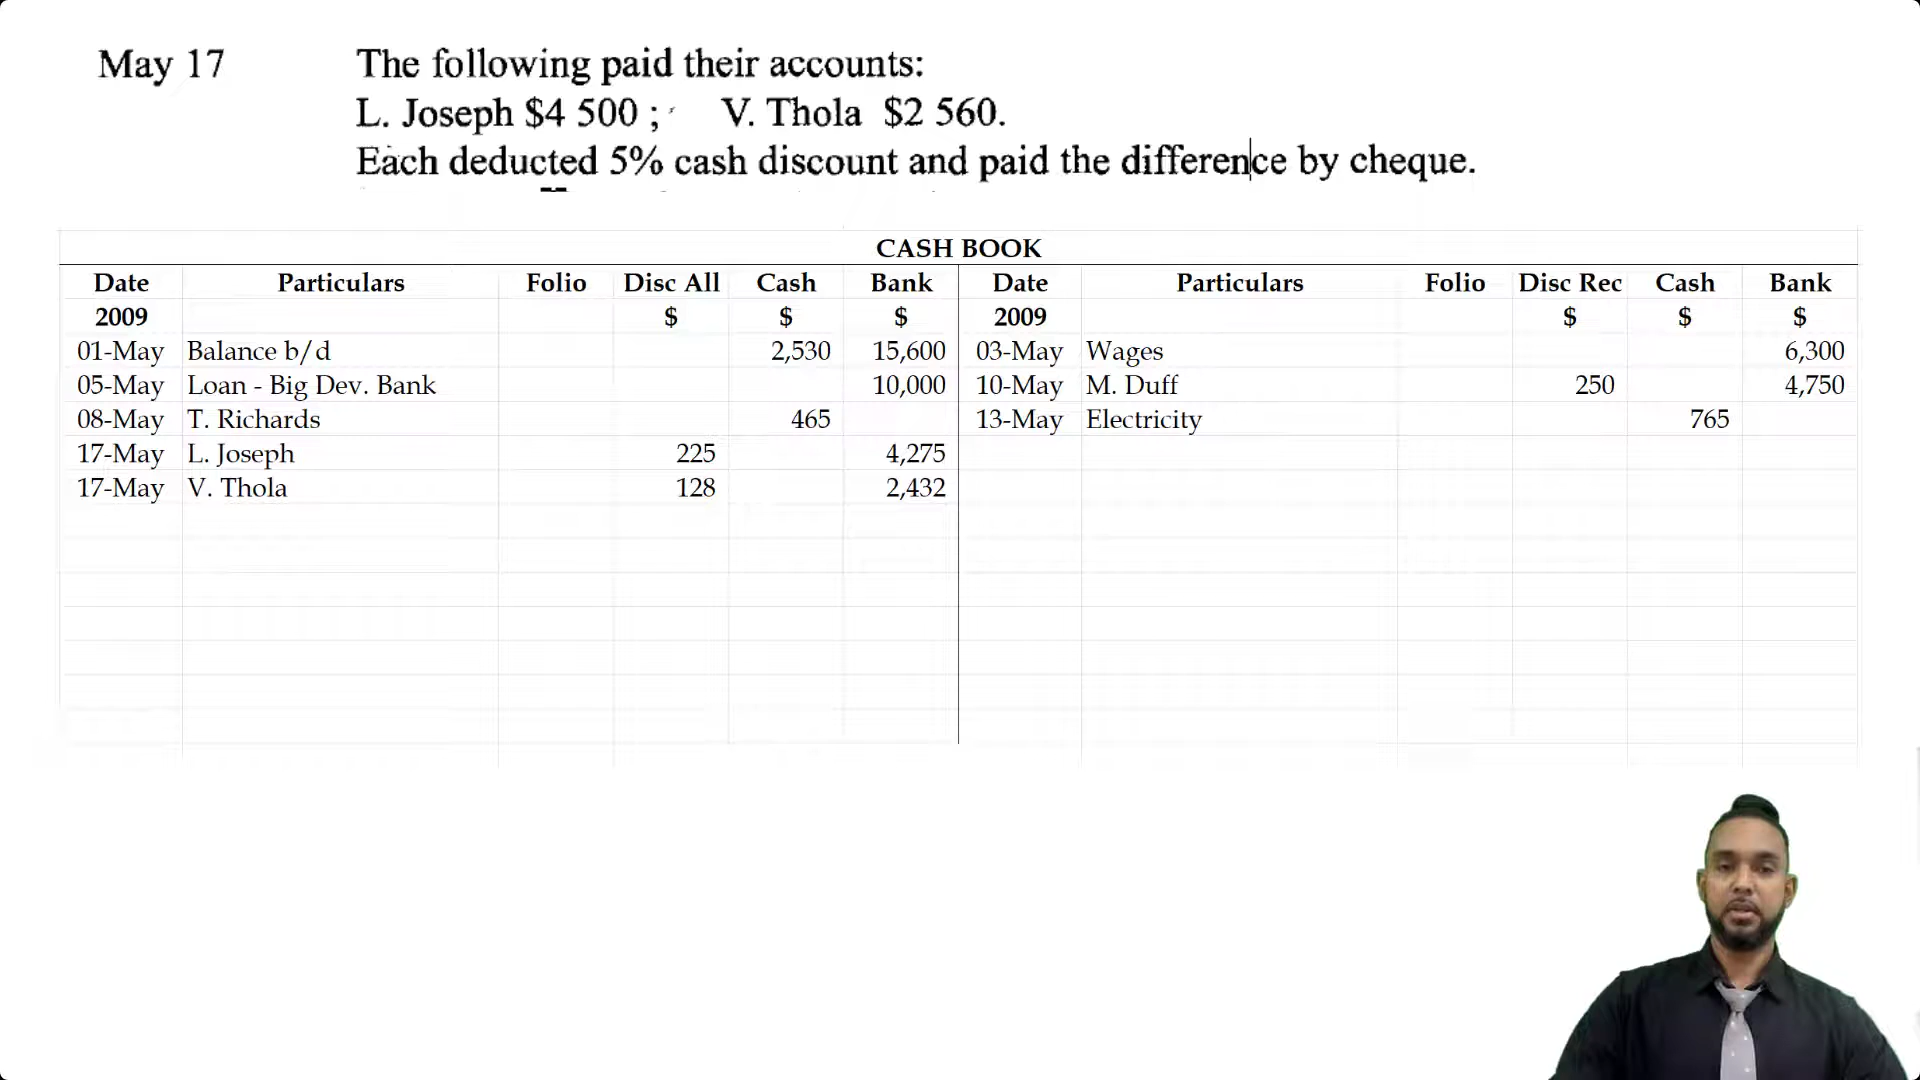 May 17 The following paid their accounts:
L. Joseph $4 500 ; V. Thola $2 560.
Each deducted 5% cash discount and paid the difference by cheque.
CASH BOOK
Date Particulars Folio Disc All Cash Bank Date Particulars Folio Disc Rec Cash Bank
2009 $ $ $ 2009 $ $ $
01-May Balance b/d 2,530 15,600 03-May Wages 6,300
05-May Loan - Big Dev. Bank 10,000 10-May M. Duff 250 4,750
08-May T. Richards 465 13-May Electricity 765
17-May L. Joseph 225 4,275
17-May V. Thola 128 2,432